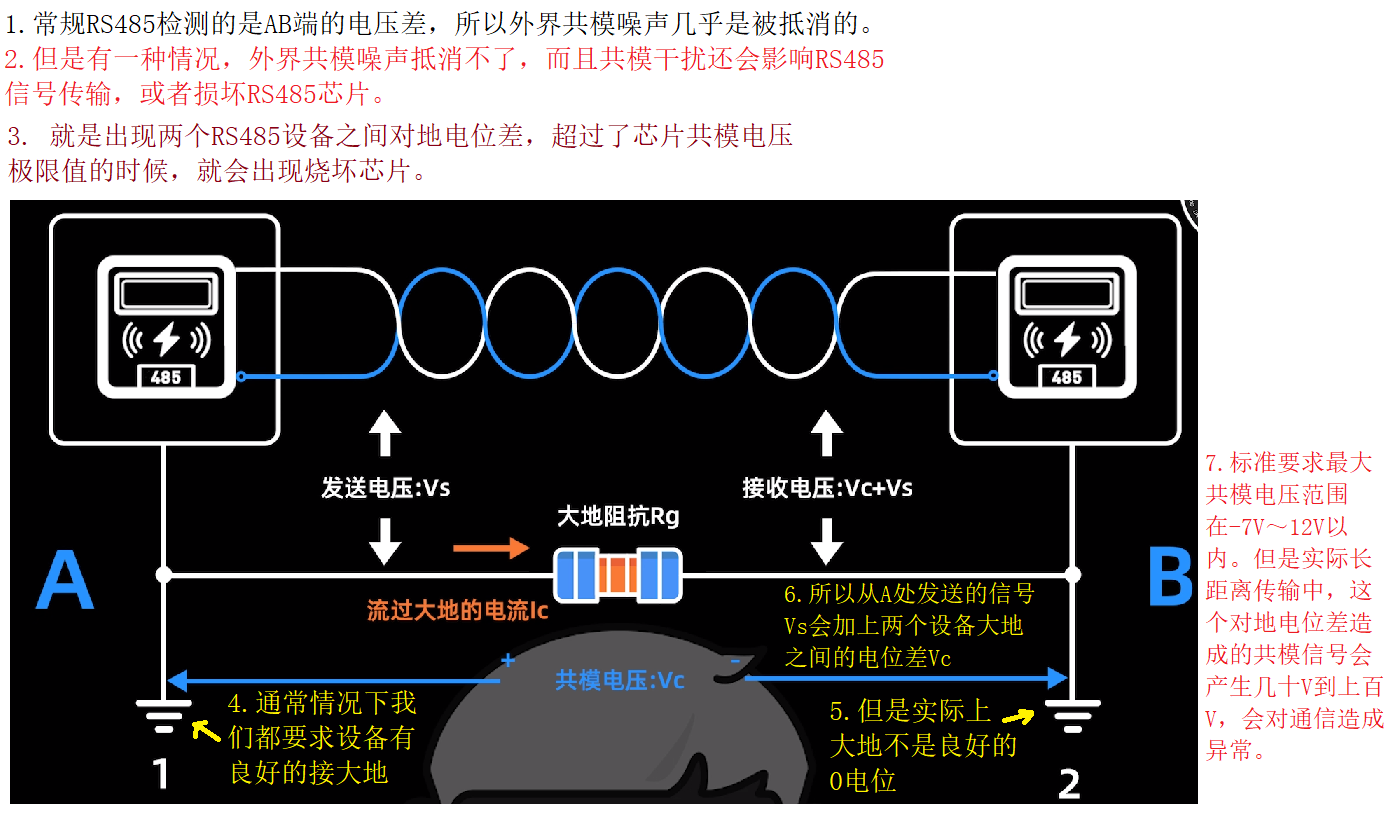 1.常规RS485检测的是AB端的电压差，所以外界共模噪声几乎是被抵消的。
2.但是有一种情况，外界共模噪声抵消不了，而且共模干扰还会影响RS485
信号传输，或者损坏RS485芯片。
3. 就是出现两个RS485设备之间对地电位差，超过了芯片共模电压
极限值的时候，就会出现烧坏芯片。
485
485
发送电压:Vs
接收电压:Vc+Vs
大地阻抗Rg
A
B
流过大地的电流Ic
+
-
共模电压:Vc
6.所以从A处发送的信号
Vs会加上两个设备大地
之间的电位差Vc
4.通常情况下我
们都要求设备有
良好的接大地
5.但是实际上
大地不是良好的
0电位
1
2
7.标准要求最大
共模电压范围
在-7V～12V以
内。但是实际长
距离传输中，这
个对地电位差造
成的共模信号会
产生几十V到上百
V，会对通信造成
异常。